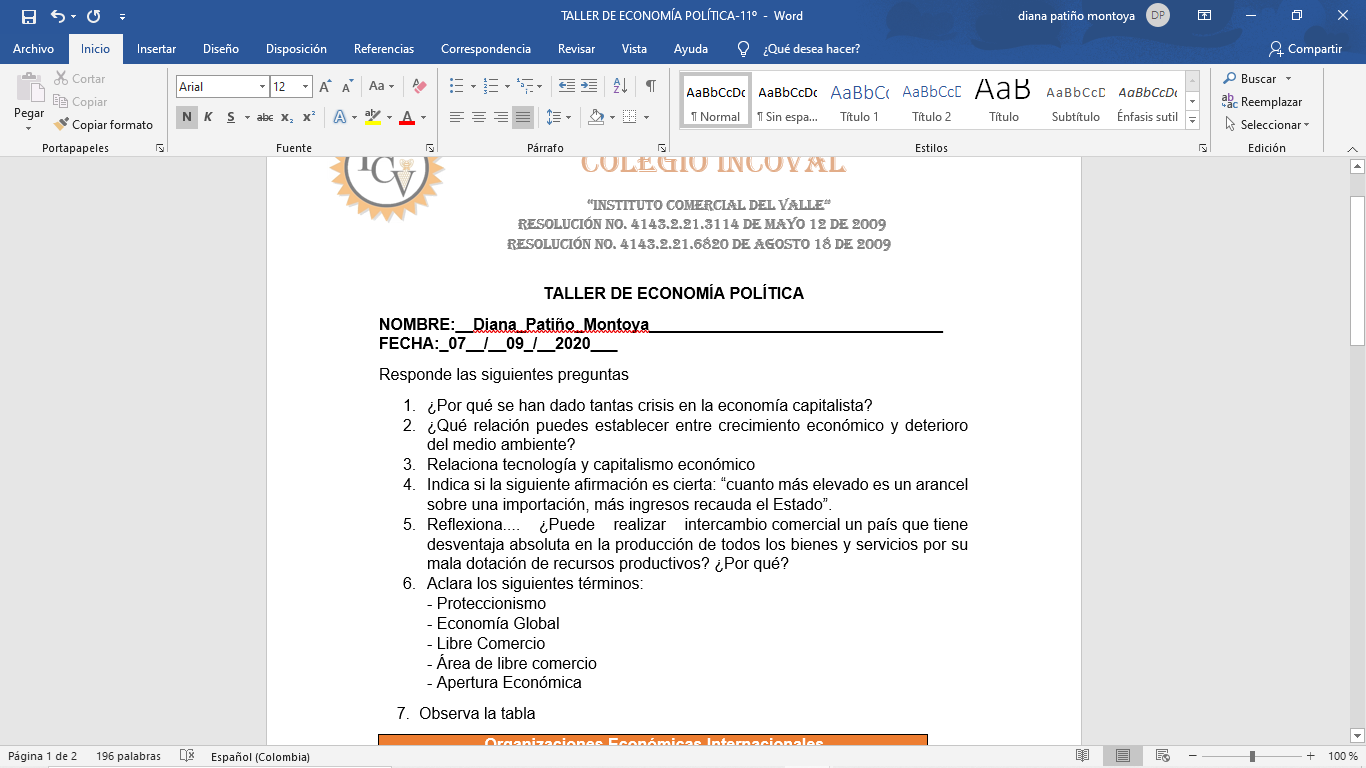 TALLER DE ECONOMÍA POLÍTICA-11º - Word
diana patiño montoya DP
Archivo Inicio Insertar Diseño Disposición Referencias Correspondencia Revisar Vista Ayuda ¿Qué desea hacer? Compartir
Pegar
Cortar
Copiar
Copiar formato
Portapapeles
Arial 12
Aa
N K S abc x₂ x²
A ab A
Fuente
Párrafo
AaBbCcDc AaBbCcDc AaBbCc AaBbCcD AaB AaBbCcD AaBbCcDc
¶ Normal ¶ Sin espa... Título 1 Título 2 Título Subtítulo Énfasis sutil
Estilos
Buscar
Reemplazar
Seleccionar
Edición
ICV
COLEGIO INCOVAL
“INSTITUTO COMERCIAL DEL VALLE”
RESOLUCIÓN NO. 4143.2.21.3114 DE MAYO 12 DE 2009
RESOLUCIÓN NO. 4143.2.21.6820 DE AGOSTO 18 DE 2009
TALLER DE ECONOMÍA POLÍTICA
NOMBRE:__Diana_Patiño_Montoya_________________________________
FECHA:_07__/__09_/__2020___
Responde las siguientes preguntas
1. ¿Por qué se han dado tantas crisis en la economía capitalista?
2. ¿Qué relación puedes establecer entre crecimiento económico y deterioro
del medio ambiente?
3. Relaciona tecnología y capitalismo económico
4. Indica si la siguiente afirmación es cierta: “cuanto más elevado es un arancel
sobre una importación, más ingresos recauda el Estado”.
5. Reflexiona.... ¿Puede realizar intercambio comercial un país que tiene
desventaja absoluta en la producción de todos los bienes y servicios por su
mala dotación de recursos productivos? ¿Por qué?
6. Aclara los siguientes términos:
- Proteccionismo
- Economía Global
- Libre Comercio
- Área de libre comercio
- Apertura Económica
7. Observa la tabla
Organizaciones Económicas Internacionales
Página 1 de 2 196 palabras Español (Colombia) 100 %